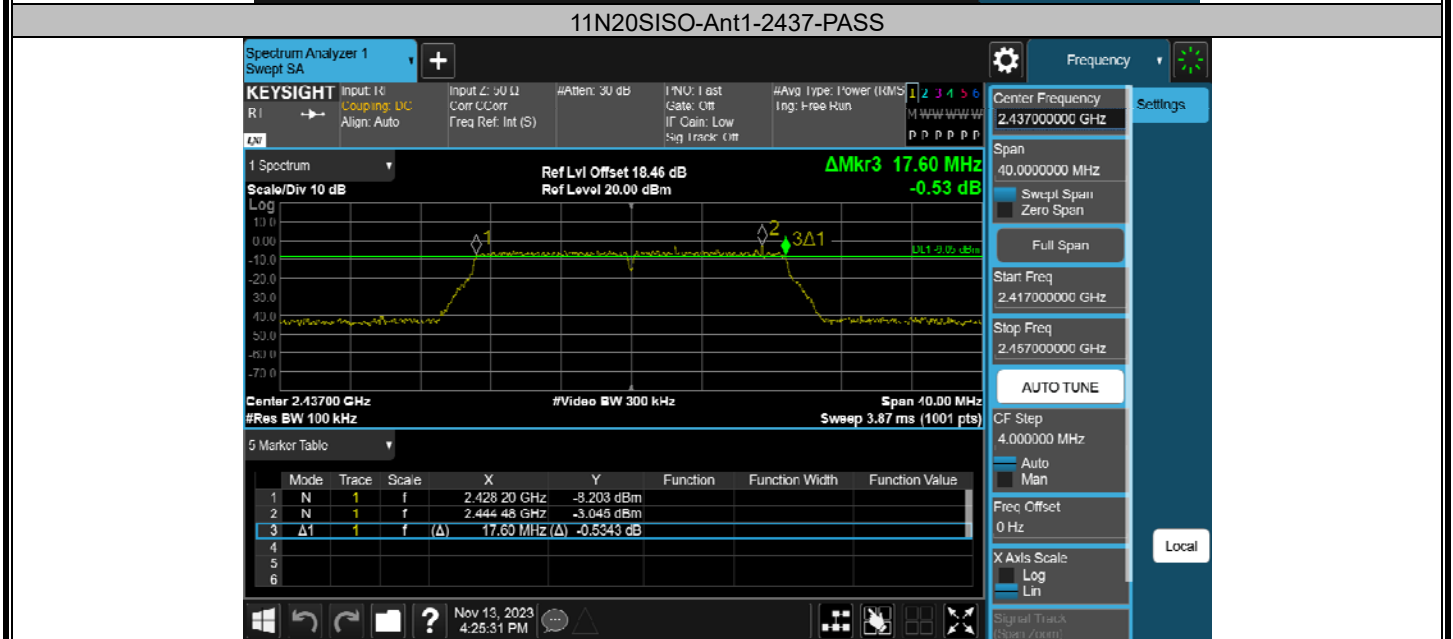 11N20SISO-Ant1-2437-PASS
Spectrum Analyzer 1
Swept SA
Frequency
KEYSIGHT
Coupling: DC
Align: Auto
Input Z: 50 Ω
Corr CCorr
Freq Ref: Int (S)
#Atten: 30 dB
Gate: Off
IF Gain: Low
Sig Track: Off
#Avg Type: Power (RMS
Trig: Free Run
1 2 3 4 5 6
M W W W W W
P P P P P P
1 Spectrum
Scale/Div 10 dB
Ref Lvl Offset 18.46 dB
Ref Level 20.00 dBm
ΔMkr3 17.60 MHz
-0.53 dB
Log
10.0
0.00
-10.0
-20.0
30.0
40.0
50.0
-60.0
-70.0
1
2
3Δ1
Center 2.43700 GHz
#Res BW 100 kHz
#Video BW 300 kHz
Span 40.00 MHz
Sweep 3.87 ms (1001 pts)
5 Marker Table
Mode Trace Scale X Y Function Function Width Function Value
1 N 1 f 2.428 20 GHz -8.203 dBm
2 N 1 f 2.444 48 GHz -3.045 dBm
3 Δ1 1 f (Δ) 17.60 MHz (Δ) -0.5343 dB
4
5
6
Nov 13, 2023
4:25:31 PM
Center Frequency
2.437000000 GHz
Span
40.0000000 MHz
Swept Span
Zero Span
Full Span
Start Freq
2.417000000 GHz
Stop Freq
2.457000000 GHz
AUTO TUNE
CF Step
4.000000 MHz
Auto
Man
Freq Offset
0 Hz
X Axis Scale
Log
Lin
Signal Track
(Span Zoom)
Settings
Local